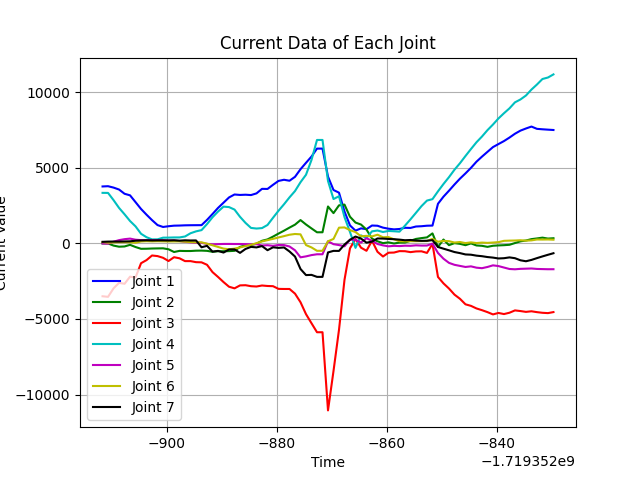 Current Data of Each Joint
Current Value
10000
5000
0
−5000
−10000
Joint 1
Joint 2
Joint 3
Joint 4
Joint 5
Joint 6
Joint 7
−900 −880 −860 −840
Time
−1.719352e9